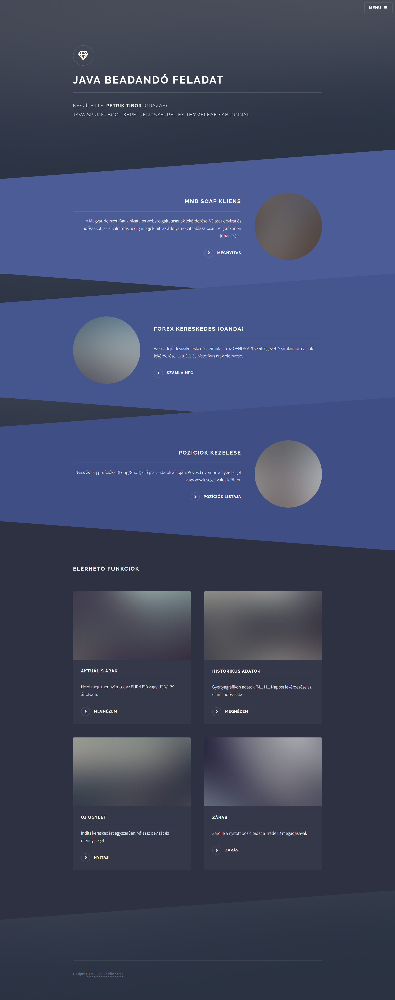 MENÜ
JAVA BEADANDÓ FELADAT
KÉSZÍTETTE: PETRIK TIBOR (GDAZA8)
JAVA SPRING BOOT KERETRENDSZERREL ÉS THYMELEAF SABLONNAL.
MNB SOAP KLIENS
A Magyar Nemzeti Bank hivatalos webszolgáltatásának lekérdezése. Válassz devizát és
időszakot, az alkalmazás pedig megjeleníti az árfolyamokat táblázatosan és grafikonon
(Chart.js) is.
MEGNYITÁS
FOREX KERESKEDÉS (OANDA)
Valós idejű devizakereskedés szimuláció az OANDA API segítségével. Számlainformációk
lekérdezése, aktuális és historikus árak elemzése.
SZÁMLAINFÓ
POZÍCIÓK KEZELÉSE
Nyiss és zárj pozíciókat (Long/Short) élő piaci adatok alapján. Kövesd nyomon a nyereséget
vagy veszteséget valós időben.
POZÍCIÓK LISTÁJA
ELÉRHETŐ FUNKCIÓK
AKTUÁLIS ÁRAK
Nézd meg, mennyi most az EUR/USD vagy USD/JPY
árfolyam.
MEGNÉZEM
HISTORIKUS ADATOK
Gyertyagrafikon adatok (M1, H1, Napos) lekérdezése az
elmúlt időszakból.
MEGNÉZEM
ÚJ ÜGYLET
Indíts kereskedést egyszerűen: válassz devizát és
mennyiséget.
NYITÁS
ZÁRÁS
Zárd le a nyitott pozícióidat a Trade ID megadásával.
ZÁRÁS
Design: HTML5 UP - Solid State